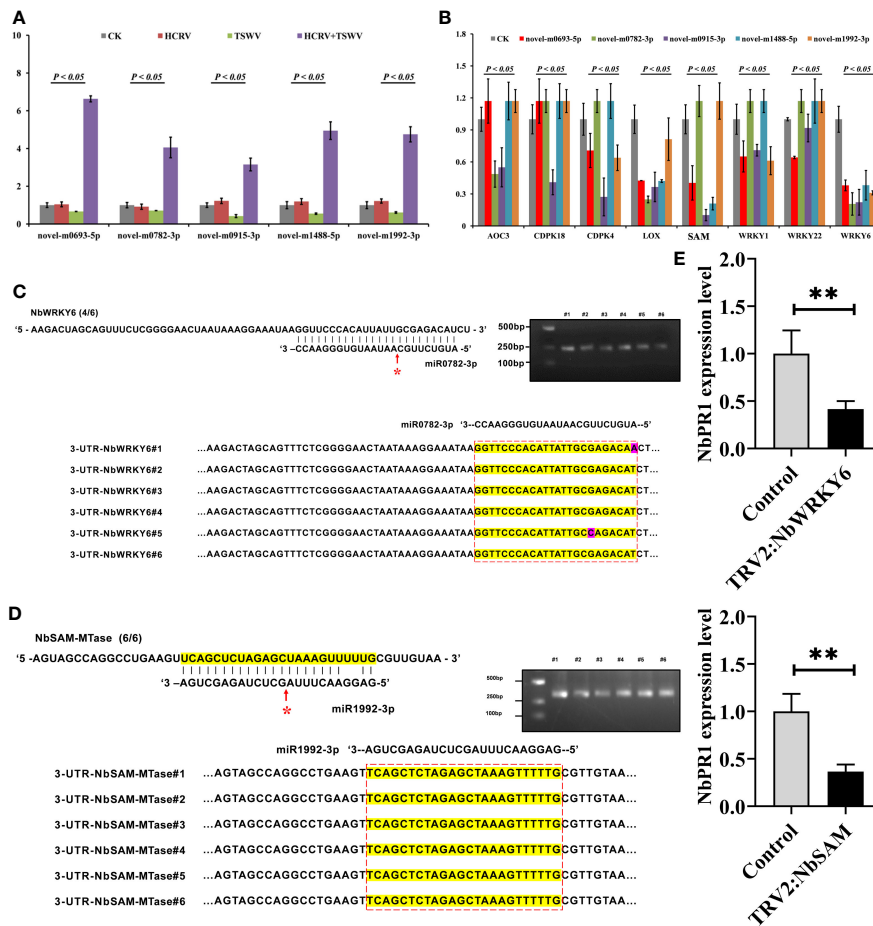 A
CK HCRV TSWV HCRV+TSWV
10
8
6
4
2
0
P < 0.05 P < 0.05 P < 0.05 P < 0.05 P < 0.05
novel-m0693-5p novel-m0782-3p novel-m0915-3p novel-m1488-5p novel-m1992-3p
B
CK novel-m0693-5p novel-m0782-3p novel-m0915-3p novel-m1488-5p novel-m1992-3p
1.8
1.5
1.2
0.9
0.6
0.3
0
P < 0.05 P < 0.05 P < 0.05 P < 0.05 P < 0.05 P < 0.05 P < 0.05 P < 0.05
AOC3 CDPK18 CDPK4 LOX SAM WRKY1 WRKY22 WRKY6
C
NbWRKY6 (4/6)
‘5 - AAGACUAGCAGUUUCUCGGGGAACUAAUAAAGGAAAUAAGGUUCCCACAUUAUUGCGAGACAUCU - 3’
‘3 –CCAAGGGUGUAAUAACGUUCUGUA -5’
miR0782-3p
*
#1 #2 #3 #4 #5 #6
500bp
250bp
100bp
miR0782-3p ‘3--CCAAGGGUGUAAUAACGUUCUGUA--5’
3-UTR-NbWRKY6#1 ...AAGACTAGCAGTTTCTCGGGGAACTAATAAAGGAAATAAGGTTCCCACATTATTGCGAGACAACT...
3-UTR-NbWRKY6#2 ...AAGACTAGCAGTTTCTCGGGGAACTAATAAAGGAAATAAGGTTCCCACATTATTGCGAGACATCT...
3-UTR-NbWRKY6#3 ...AAGACTAGCAGTTTCTCGGGGAACTAATAAAGGAAATAAGGTTCCCACATTATTGCGAGACATCT...
3-UTR-NbWRKY6#4 ...AAGACTAGCAGTTTCTCGGGGAACTAATAAAGGAAATAAGGTTCCCACATTATTGCGAGACATCT...
3-UTR-NbWRKY6#5 ...AAGACTAGCAGTTTCTCGGGGAACTAATAAAGGAAATAAGGTTCCCACATTATTGCCAGACATCT...
3-UTR-NbWRKY6#6 ...AAGACTAGCAGTTTCTCGGGGAACTAATAAAGGAAATAAGGTTCCCACATTATTGCGAGACATCT...
D
NbSAM-MTase (6/6)
‘5 -AGUAGCCAGGCCUGAAGUUCAGCUCUAGAGCUAAAGUUUUUGCGUUGUAA - 3’
‘3 –AGUCGAGAUCUCGAUUUCAAGGAG-5’
*
miR1992-3p
#1 #2 #3 #4 #5 #6
500bp
250bp
100bp
miR1992-3p ‘3--AGUCGAGAUCUCGAUUUCAAGGAG--5’
3-UTR-NbSAM-MTase#1 ...AGTAGCCAGGCCTGAAGTTCAGCTCTAGAGCTAAAGTTTTTGCGTTGTAA...
3-UTR-NbSAM-MTase#2 ...AGTAGCCAGGCCTGAAGTTCAGCTCTAGAGCTAAAGTTTTTGCGTTGTAA...
3-UTR-NbSAM-MTase#3 ...AGTAGCCAGGCCTGAAGTTCAGCTCTAGAGCTAAAGTTTTTGCGTTGTAA...
3-UTR-NbSAM-MTase#4 ...AGTAGCCAGGCCTGAAGTTCAGCTCTAGAGCTAAAGTTTTTGCGTTGTAA...
3-UTR-NbSAM-MTase#5 ...AGTAGCCAGGCCTGAAGTTCAGCTCTAGAGCTAAAGTTTTTGCGTTGTAA...
3-UTR-NbSAM-MTase#6 ...AGTAGCCAGGCCTGAAGTTCAGCTCTAGAGCTAAAGTTTTTGCGTTGTAA...
E
NbPR1 expression level
2.0
1.5
1.0
0.5
0.0
**
Control
TRV2:NbWRKY6
NbPR1 expression level
2.0
1.5
1.0
0.5
0.0
**
Control
TRV2:NbSAM